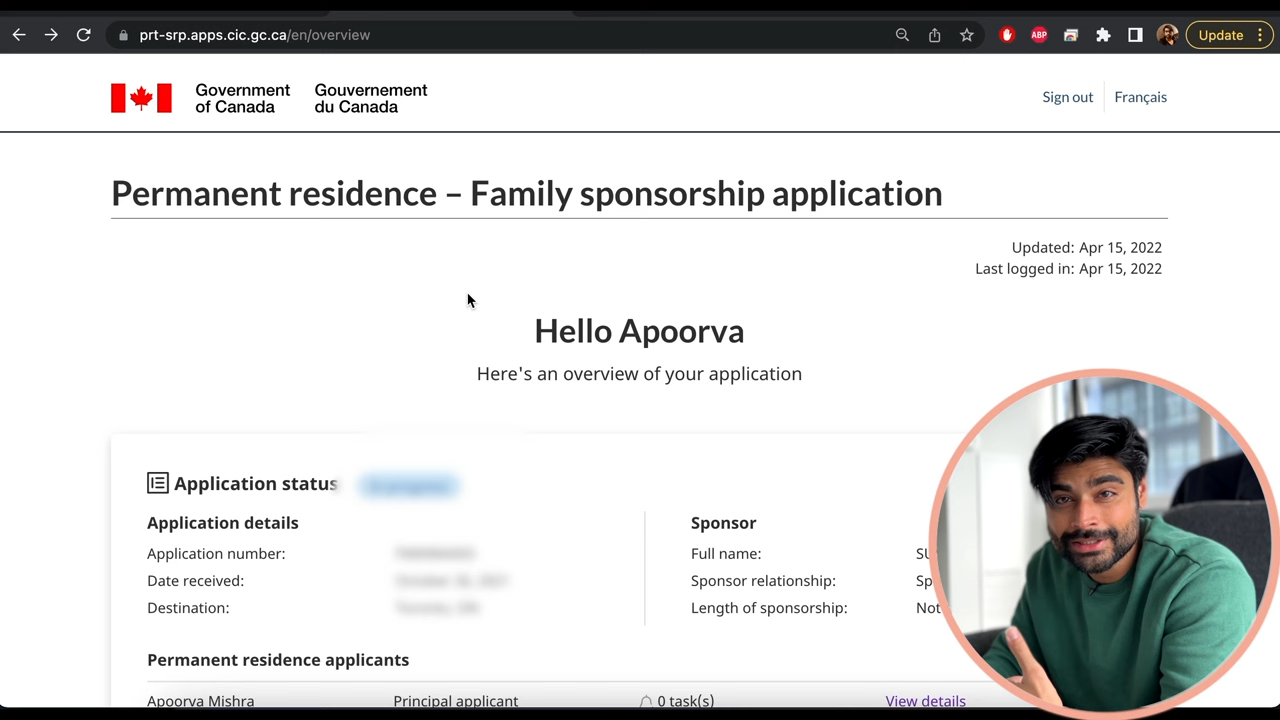 prt-srp.apps.cic.gc.ca/en/overview
ABP
Update
Government of Canada
Gouvernement du Canada
Sign out
Français
Permanent residence – Family sponsorship application
Updated: Apr 15, 2022
Last logged in: Apr 15, 2022
Hello Apoorva
Here's an overview of your application
Application status
Application details
Sponsor
Application number:
Full name:
Date received:
Sponsor relationship:
Destination:
Length of sponsorship:
Permanent residence applicants
Apoorva Mishra
Principal applicant
0 task(s)
View details